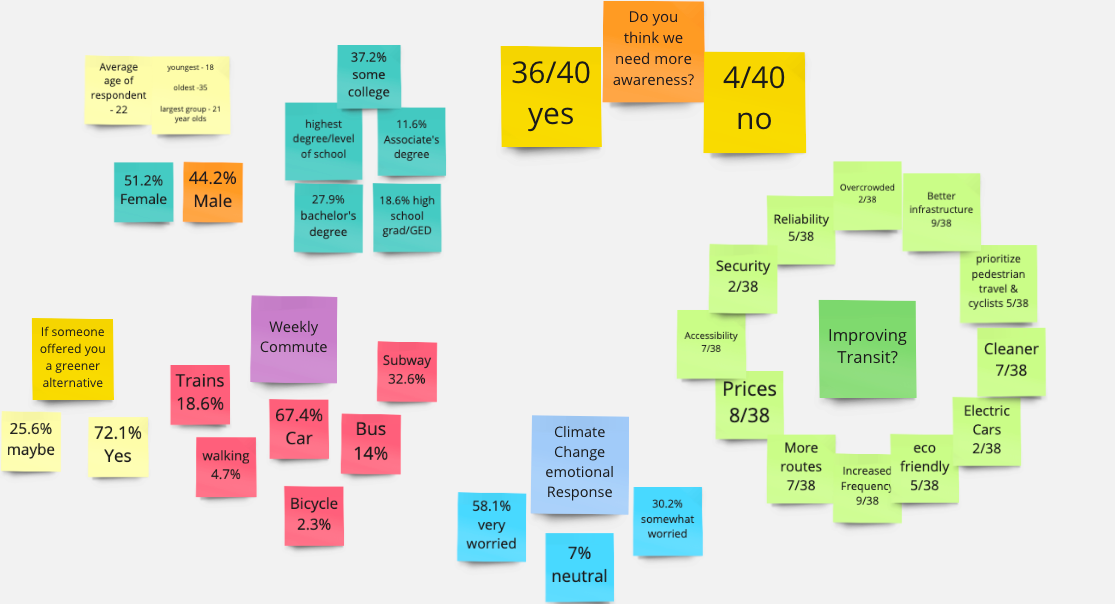 Average
age of
respondent
- 22
youngest - 18
oldest -35
largest group - 21
year olds
51.2%
Female
44.2%
Male
37.2%
some
college
highest
degree/level
of school
11.6%
Associate's
degree
27.9%
bachelor's
degree
18.6% high
school
grad/GED
Do you
think we
need more
awareness?
36/40
yes
4/40
no
If someone
offered you
a greener
alternative
25.6%
maybe
72.1%
Yes
Weekly
Commute
Trains
18.6%
Subway
32.6%
67.4%
Car
Bus
14%
walking
4.7%
Bicycle
2.3%
Climate
Change
emotional
Response
58.1%
very
worried
7%
neutral
30.2%
somewhat
worried
Improving
Transit?
Overcrowded
2/38
Better
infrastructure
9/38
prioritize
pedestrian
travel &
cyclists 5/38
Cleaner
7/38
Electric
Cars
2/38
eco
friendly
5/38
Increased
Frequency
9/38
More
routes
7/38
Prices
8/38
Accessibility
7/38
Security
2/38
Reliability
5/38